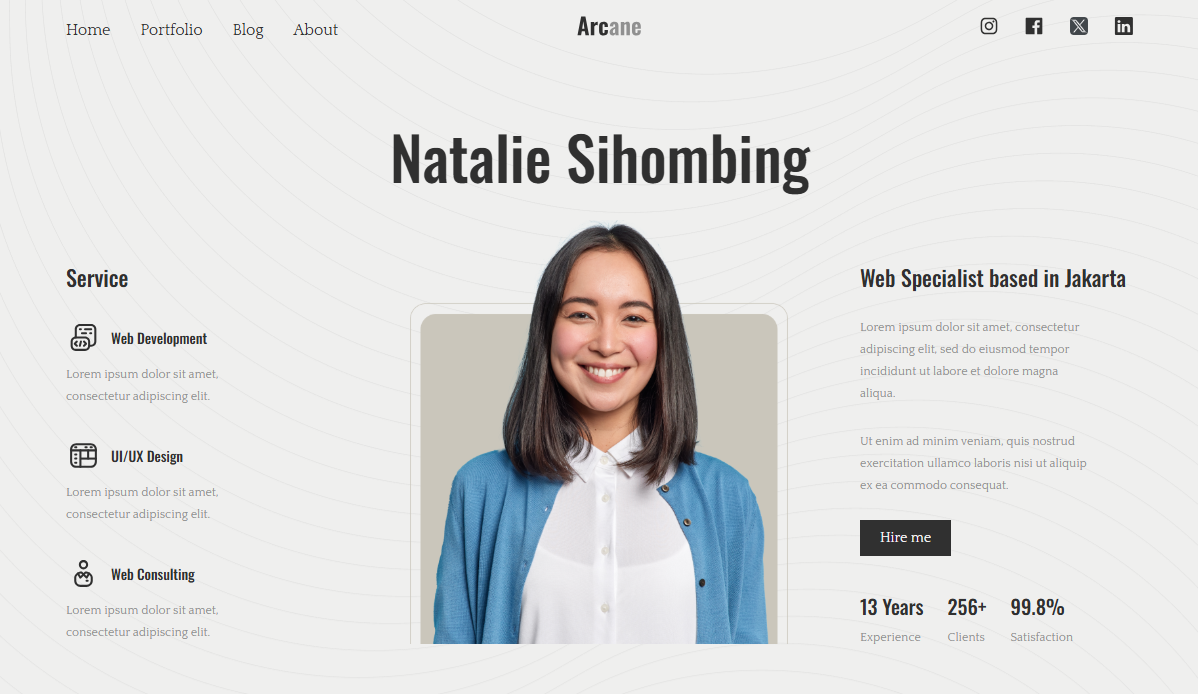 Home Portfolio Blog About
Arcane
Natalie Sihombing
Service
Web Development
Lorem ipsum dolor sit amet,
consectetur adipiscing elit.
UI/UX Design
Lorem ipsum dolor sit amet,
consectetur adipiscing elit.
Web Consulting
Lorem ipsum dolor sit amet,
consectetur adipiscing elit.
Web Specialist based in Jakarta
Lorem ipsum dolor sit amet, consectetur
adipiscing elit, sed do eiusmod tempor
incididunt ut labore et dolore magna
aliqua.
Ut enim ad minim veniam, quis nostrud
exercitation ullamco laboris nisi ut aliquip
ex ea commodo consequat.
Hire me
13 Years 256+ 99.8%
Experience Clients Satisfaction